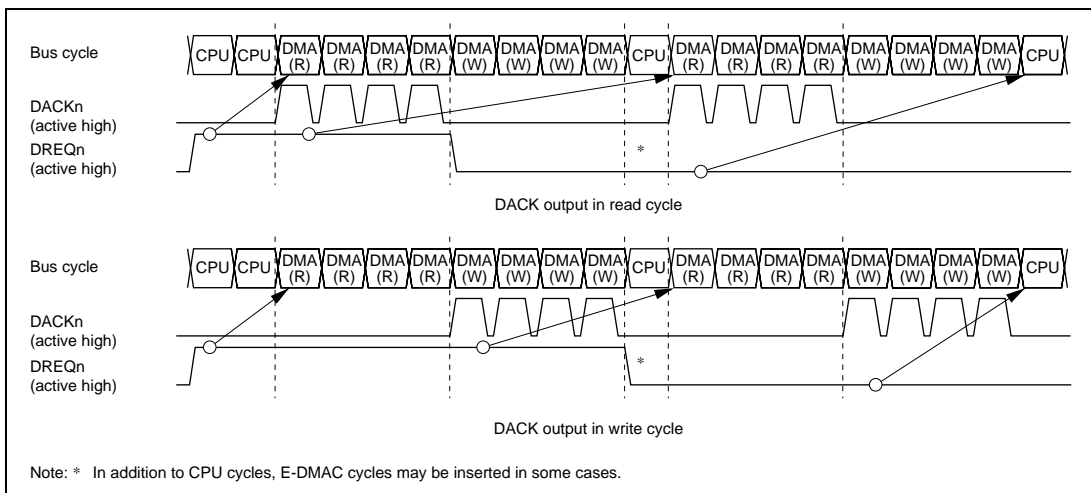 Bus cycle
CPU CPU DMA (R) DMA (R) DMA (R) DMA (R) DMA (W) DMA (W) DMA (W) DMA (W) CPU DMA (R) DMA (R) DMA (R) DMA (R) DMA (W) DMA (W) DMA (W) DMA (W) CPU
DACKn
(active high)
DREQn
(active high)
*
DACK output in read cycle
Bus cycle
CPU CPU DMA (R) DMA (R) DMA (R) DMA (R) DMA (W) DMA (W) DMA (W) DMA (W) CPU DMA (R) DMA (R) DMA (R) DMA (R) DMA (W) DMA (W) DMA (W) DMA (W) CPU
DACKn
(active high)
DREQn
(active high)
*
DACK output in write cycle
Note: * In addition to CPU cycles, E-DMAC cycles may be inserted in some cases.